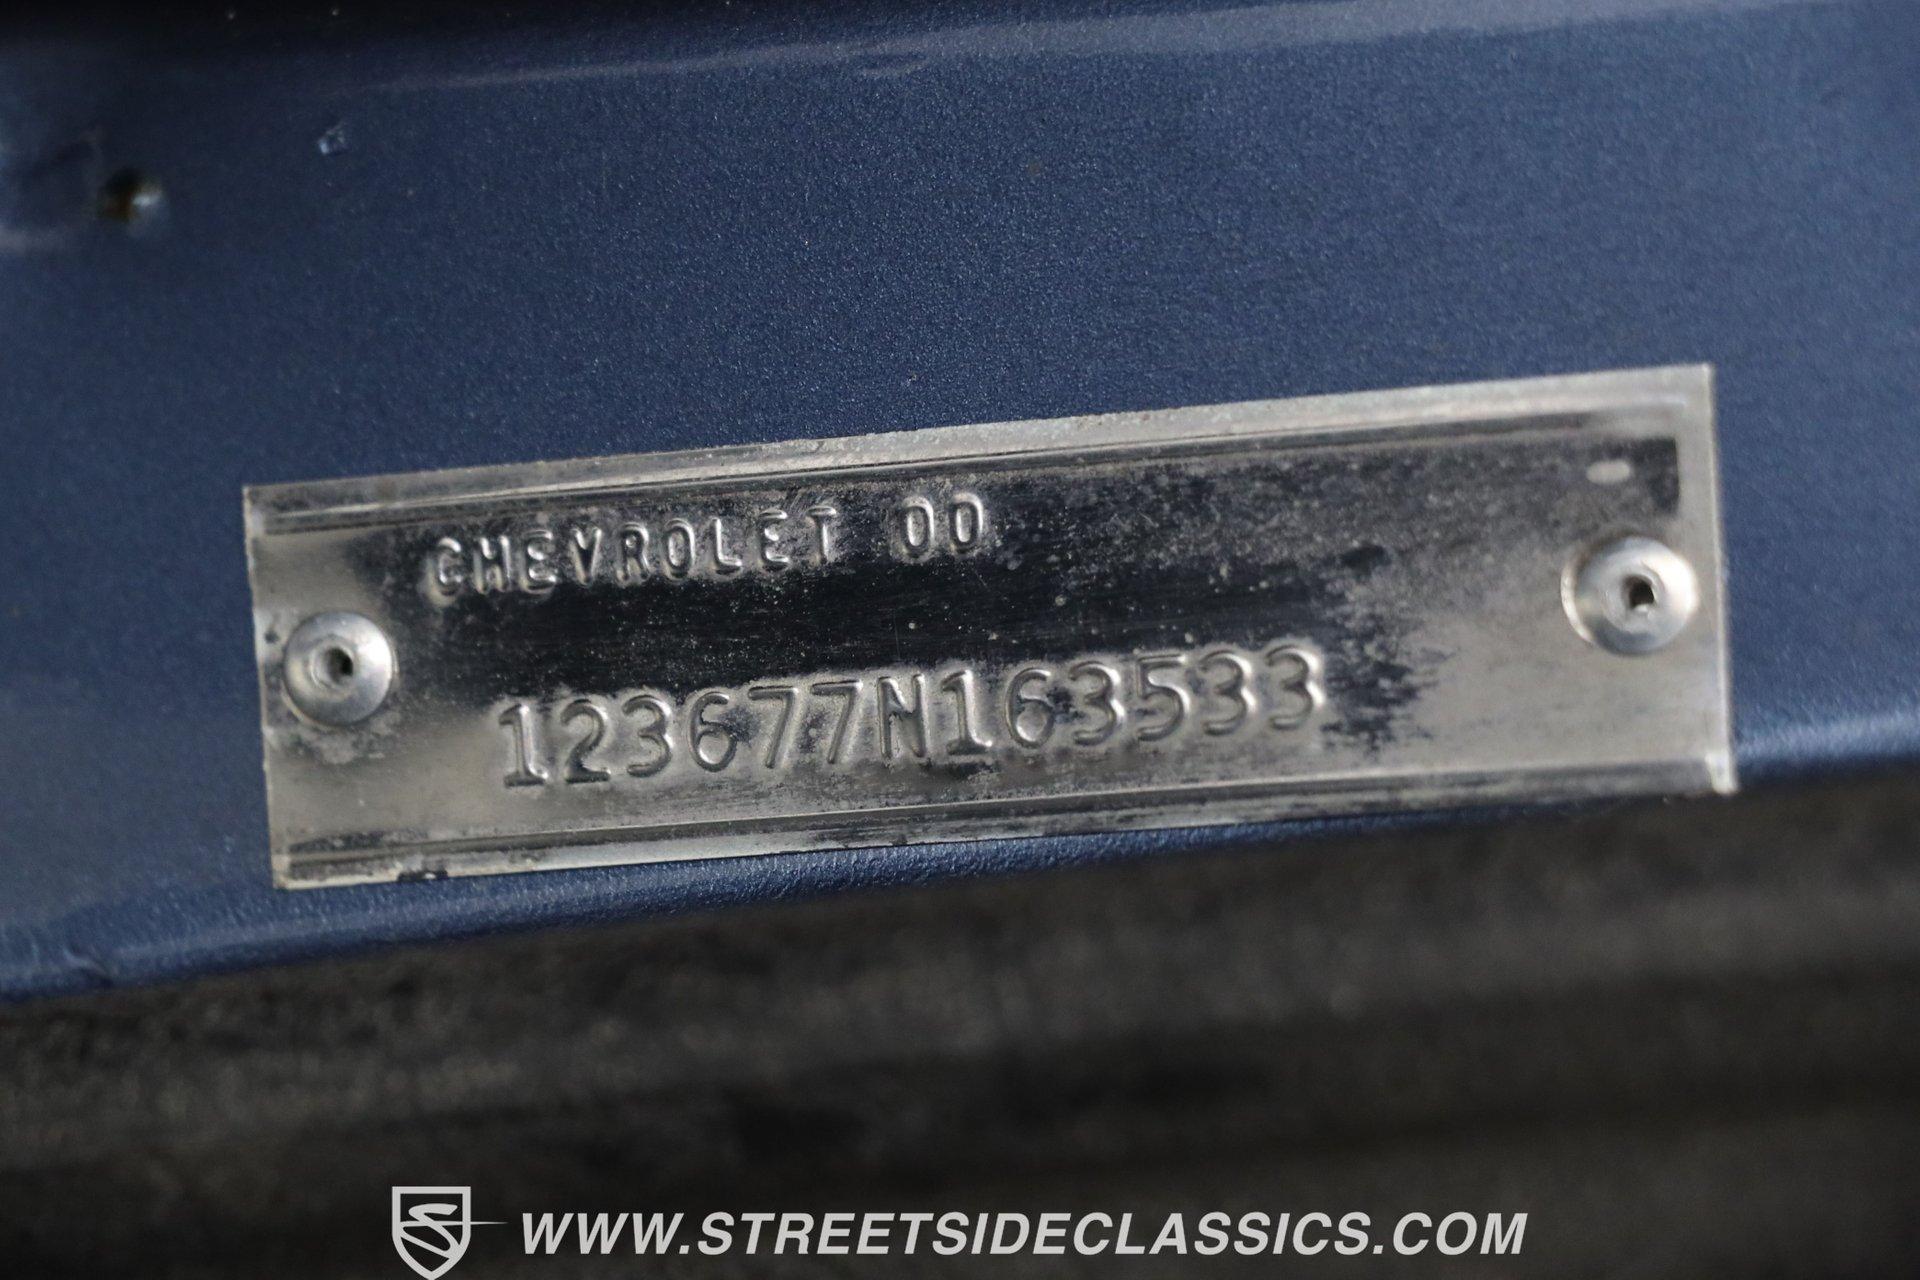 CHEVROLET 00
123677N163533
WWW.STREETSIDECLASSICS.COM